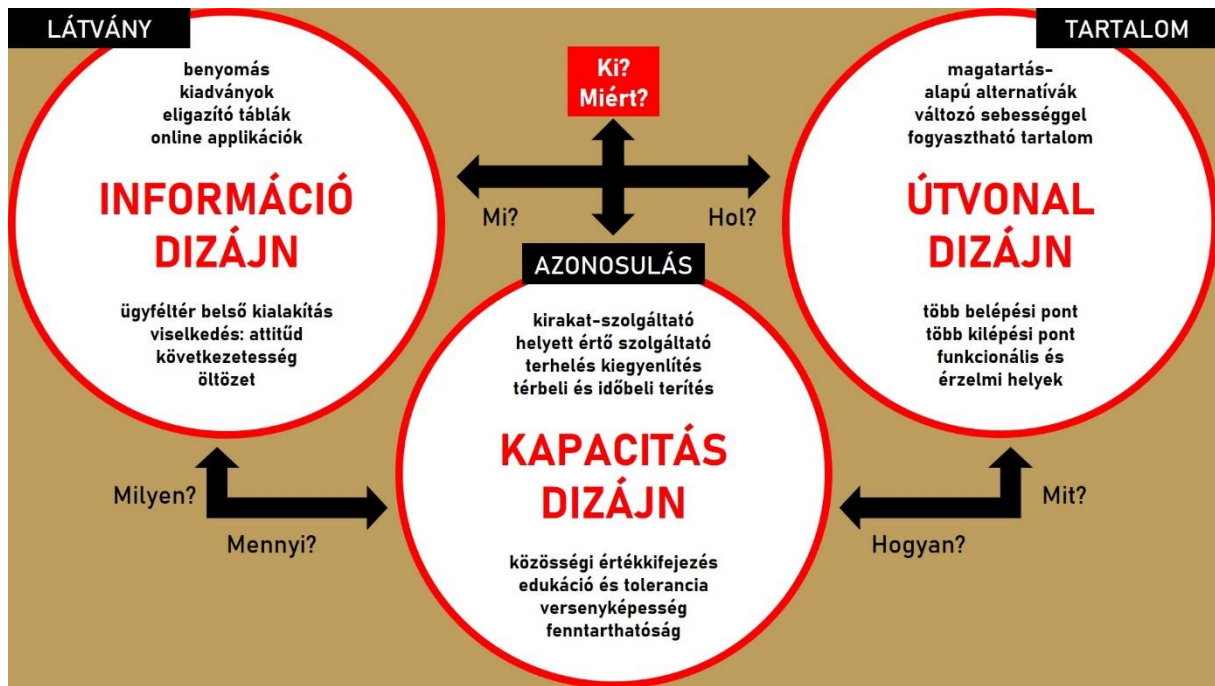 LÁTVÁNY
benyomás
kiadványok
eligazító táblák
online applikációk
INFORMÁCIÓ
DIZÁJN
ügyféltér belső kialakítás
viselkedés: attitűd
következetesség
öltözet
Ki?
Miért?
Mi?
Hol?
TARTALOM
magatartás-
alapú alternatívák
változó sebességgel
fogyasztható tartalom
ÚTVONAL
DIZÁJN
több belépési pont
több kilépési pont
funkcionális és
érzelmi helyek
AZONOSULÁS
kirakat-szolgáltató
helyett értő szolgáltató
terhelés kiegyenlítés
térbeli és időbeli terítés
KAPACITÁS
DIZÁJN
közösségi értékkifejezés
edukáció és tolerancia
versenyképesség
fenntarthatóság
Milyen?
Mennyi?
Mit?
Hogyan?